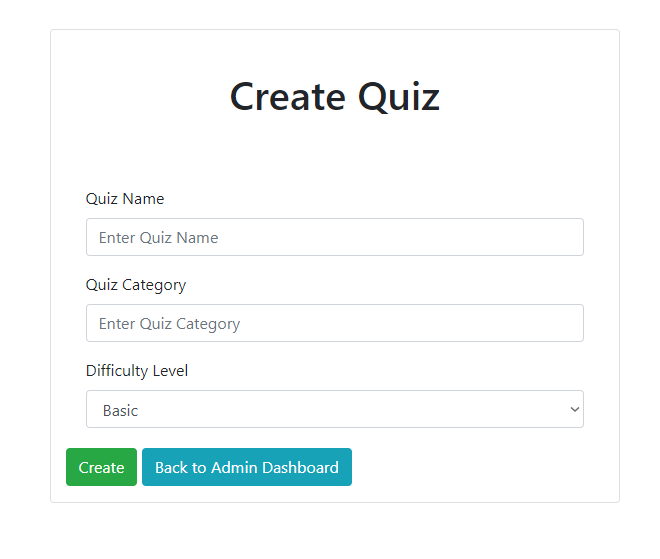 Create Quiz
Quiz Name
Enter Quiz Name
Quiz Category
Enter Quiz Category
Difficulty Level
Basic
Create Back to Admin Dashboard